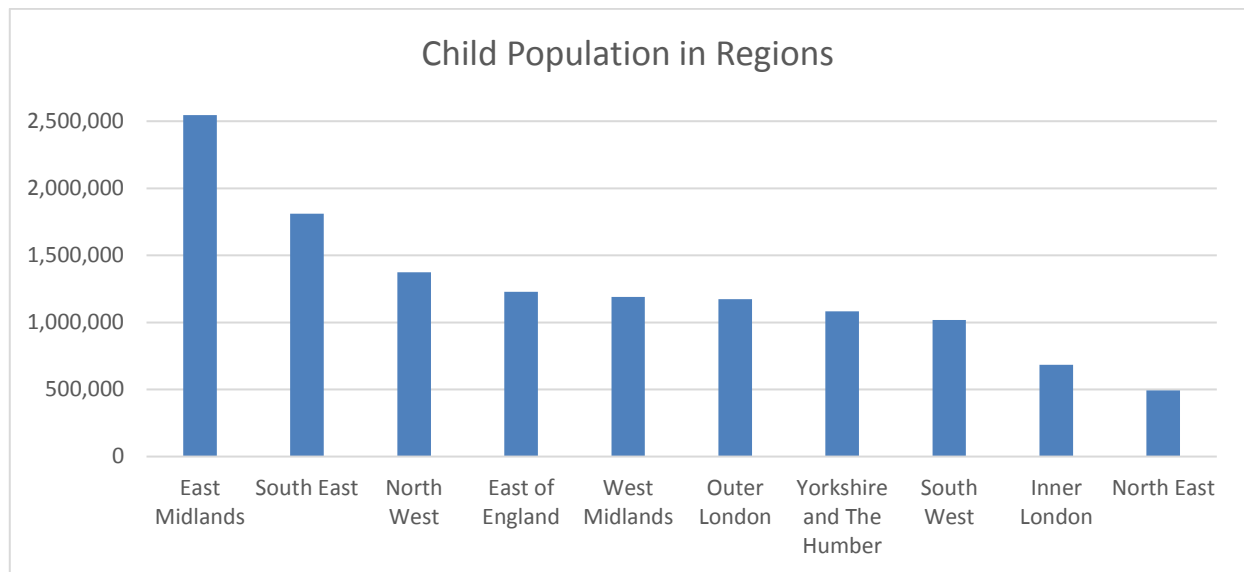 Child Population in Regions
2,500,000
2,000,000
1,500,000
1,000,000
500,000
0
East
Midlands
South East
North
West
East of
England
West
Midlands
Outer
London
Yorkshire
and The
Humber
South
West
Inner
London
North East